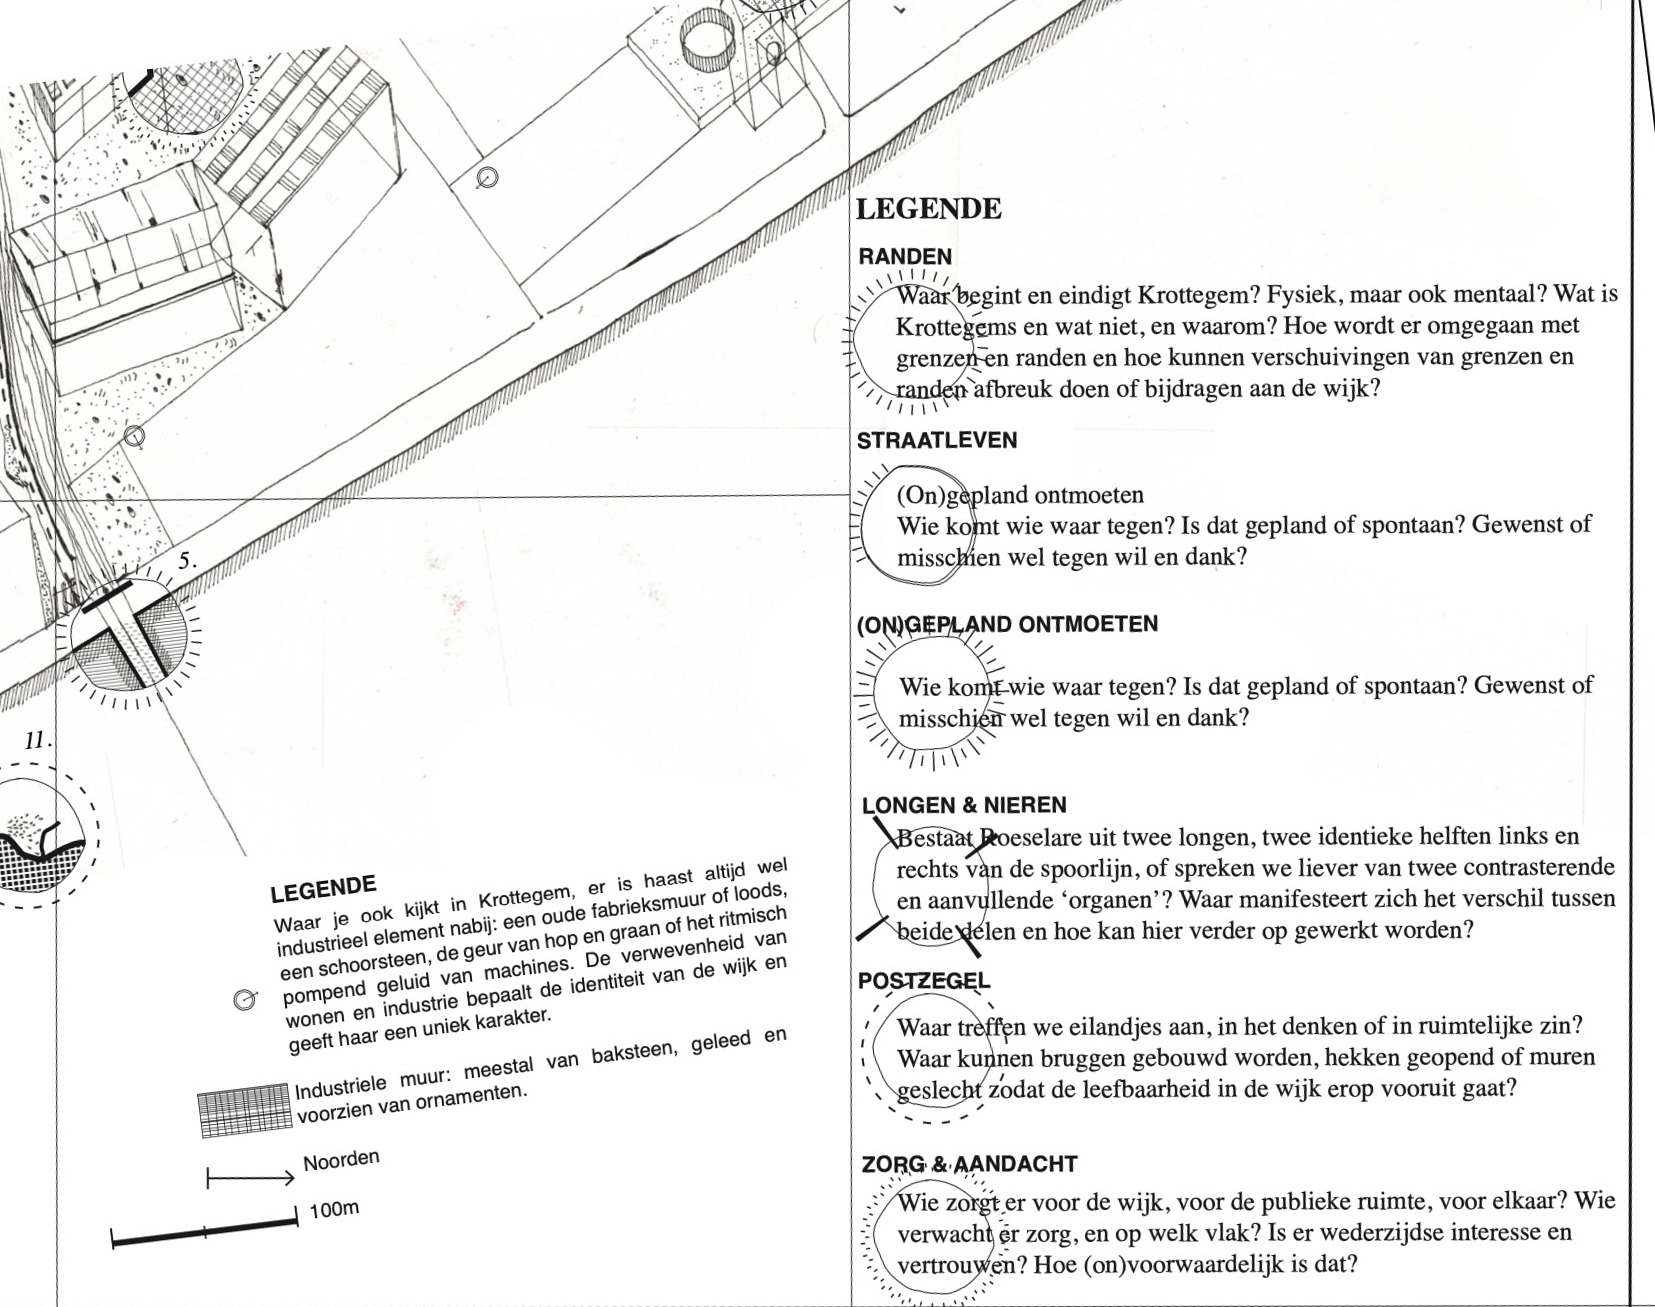 5.
11.
LEGENDE
Waar je ook kijkt in Krottegem, er is haast altijd wel
industrieel element nabij: een oude fabrieksmuur of loods,
een schoorsteen, de geur van hop en graan of het ritmisch
pompend geluid van machines. De verwevenheid van
wonen en industrie bepaalt de identiteit van de wijk en
geeft haar een uniek karakter.
Industriele muur: meestal van baksteen, geleed en
voorzien van ornamenten.
Noorden
100m
LEGENDE
RANDEN
Waar begint en eindigt Krottegem? Fysiek, maar ook mentaal? Wat is
Krottegems en wat niet, en waarom? Hoe wordt er omgegaan met
grenzen en randen en hoe kunnen verschuivingen van grenzen en
randen afbreuk doen of bijdragen aan de wijk?
STRAATLEVEN
(On)gepland ontmoeten
Wie komt wie waar tegen? Is dat gepland of spontaan? Gewenst of
misschien wel tegen wil en dank?
(ON)GEPLAND ONTMOETEN
Wie komt wie waar tegen? Is dat gepland of spontaan? Gewenst of
misschien wel tegen wil en dank?
LONGEN & NIEREN
Bestaat Roeselare uit twee longen, twee identieke helften links en
rechts van de spoorlijn, of spreken we liever van twee contrasterende
en aanvullende ‘organen’? Waar manifesteert zich het verschil tussen
beide delen en hoe kan hier verder op gewerkt worden?
POSTZEGEL
Waar treffen we eilandjes aan, in het denken of in ruimtelijke zin?
Waar kunnen bruggen gebouwd worden, hekken geopend of muren
geslecht zodat de leefbaarheid in de wijk erop vooruit gaat?
ZORG & AANDACHT
Wie zorgt er voor de wijk, voor de publieke ruimte, voor elkaar? Wie
verwacht er zorg, en op welk vlak? Is er wederzijdse interesse en
vertrouwen? Hoe (on)voorwaardelijk is dat?